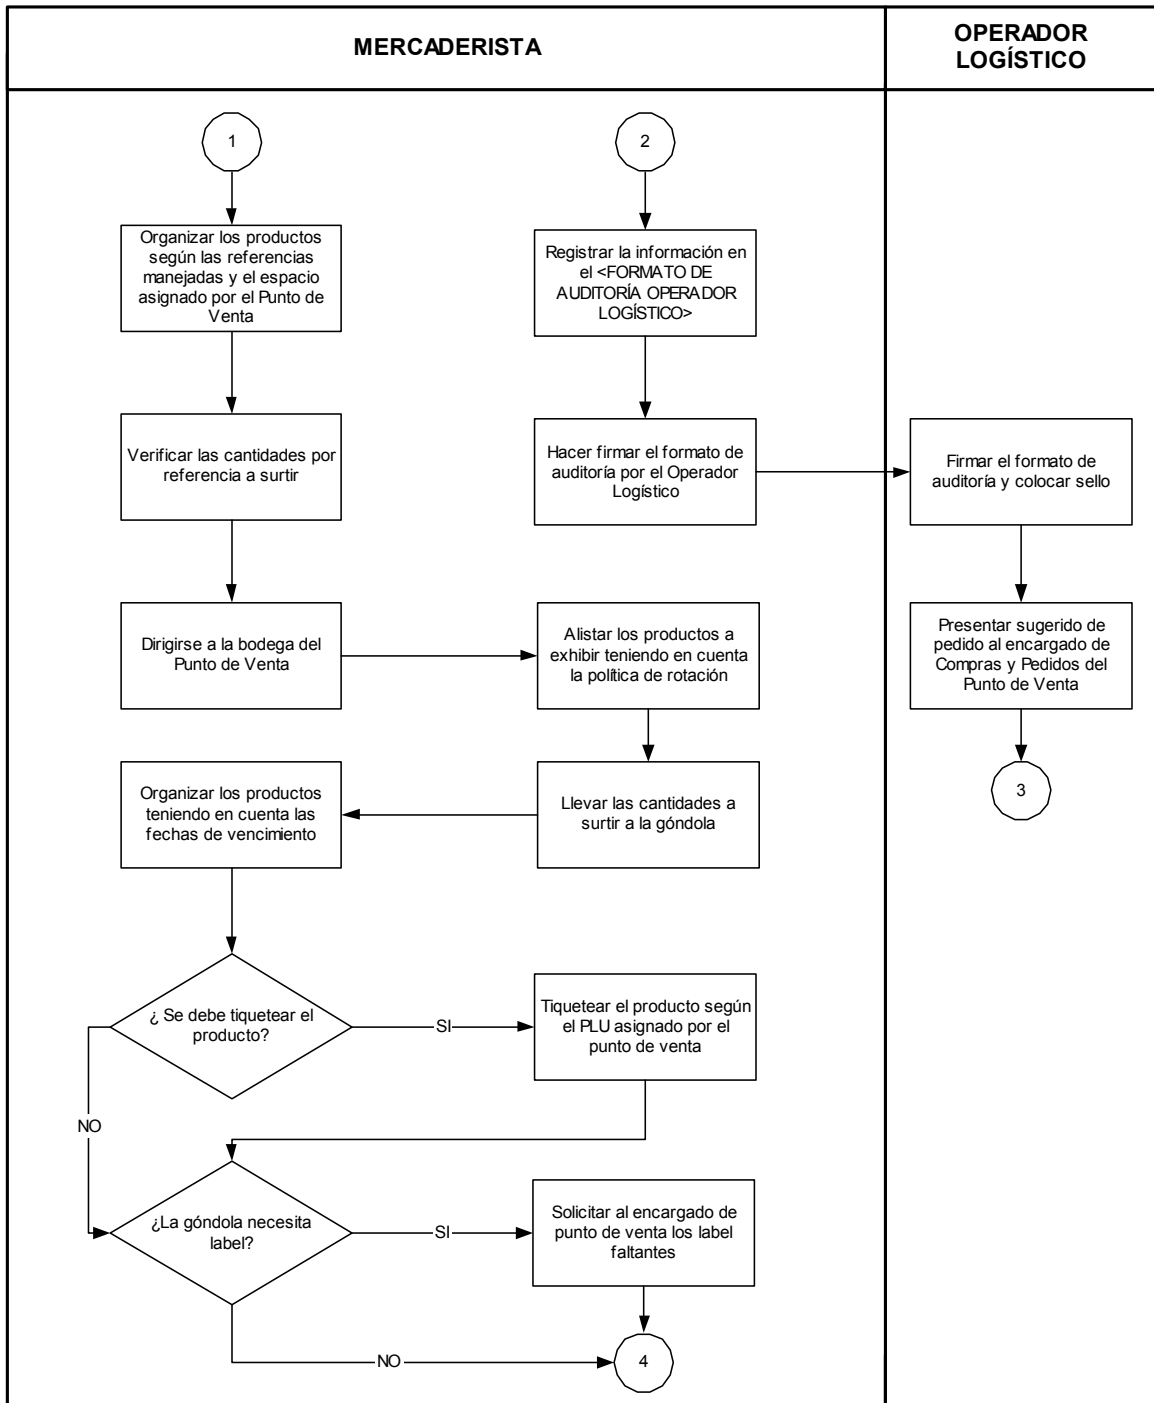 MERCADERISTA
OPERADOR
LOGÍSTICO
1
2
Organizar los productos
según las referencias
manejadas y el espacio
asignado por el Punto de
Venta
Registrar la información en
el <FORMATO DE
AUDITORÍA OPERADOR
LOGÍSTICO>
Verificar las cantidades por
referencia a surtir
Hacer firmar el formato de
auditoría por el Operador
Logístico
Firmar el formato de
auditoría y colocar sello
Dirigirse a la bodega del
Punto de Venta
Alistar los productos a
exhibir teniendo en cuenta
la política de rotación
Presentar sugerido de
pedido al encargado de
Compras y Pedidos del
Punto de Venta
Organizar los productos
teniendo en cuenta las
fechas de vencimiento
Llevar las cantidades a
surtir a la góndola
3
¿ Se debe tiquetear el
producto?
SI
Tiquetear el producto según
el PLU asignado por el
punto de venta
NO
¿La góndola necesita
label?
SI
Solicitar al encargado de
punto de venta los label
faltantes
NO
4